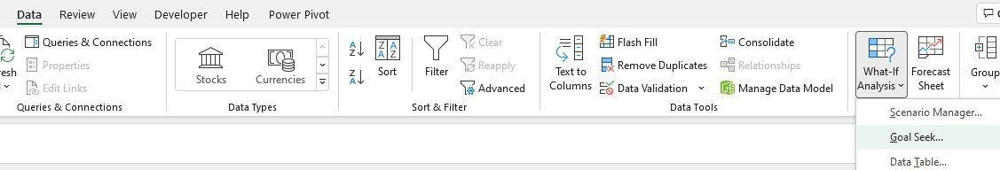 Data Review View Developer Help Power Pivot
Queries & Connections
Properties
Edit Links
Queries & Connections
Stocks Currencies
Data Types
Sort
Filter
Clear
Reapply
Advanced
Sort & Filter
Text to
Columns
Flash Fill
Remove Duplicates
Data Validation
Consolidate
Relationships
Manage Data Model
Data Tools
What-If
Analysis
Forecast
Sheet
Group
Scenario Manager...
Goal Seek...
Data Table...